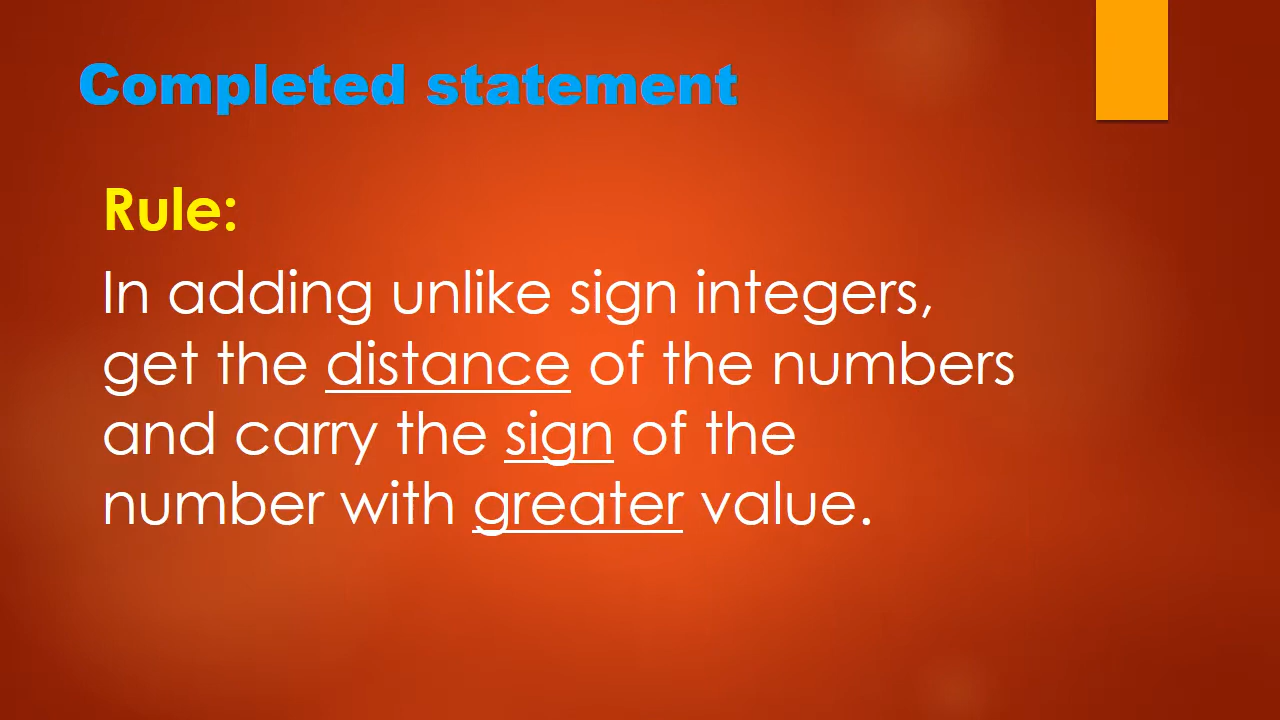 Completed statement
Rule:
In adding unlike sign integers,
get the distance of the numbers
and carry the sign of the
number with greater value.